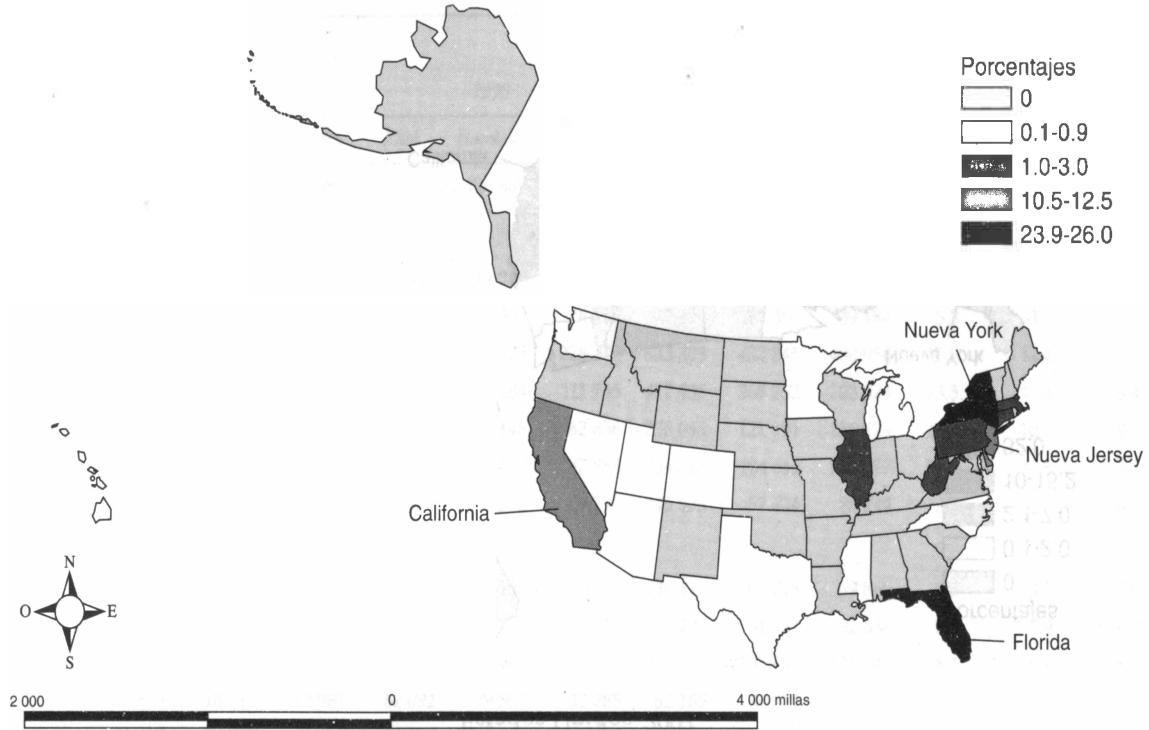 Porcentajes
0
0.1-0.9
1.0-3.0
10.5-12.5
23.9-26.0
Nueva York
Nueva Jersey
California
Florida
N
O E
S
2 000 0 4 000 millas